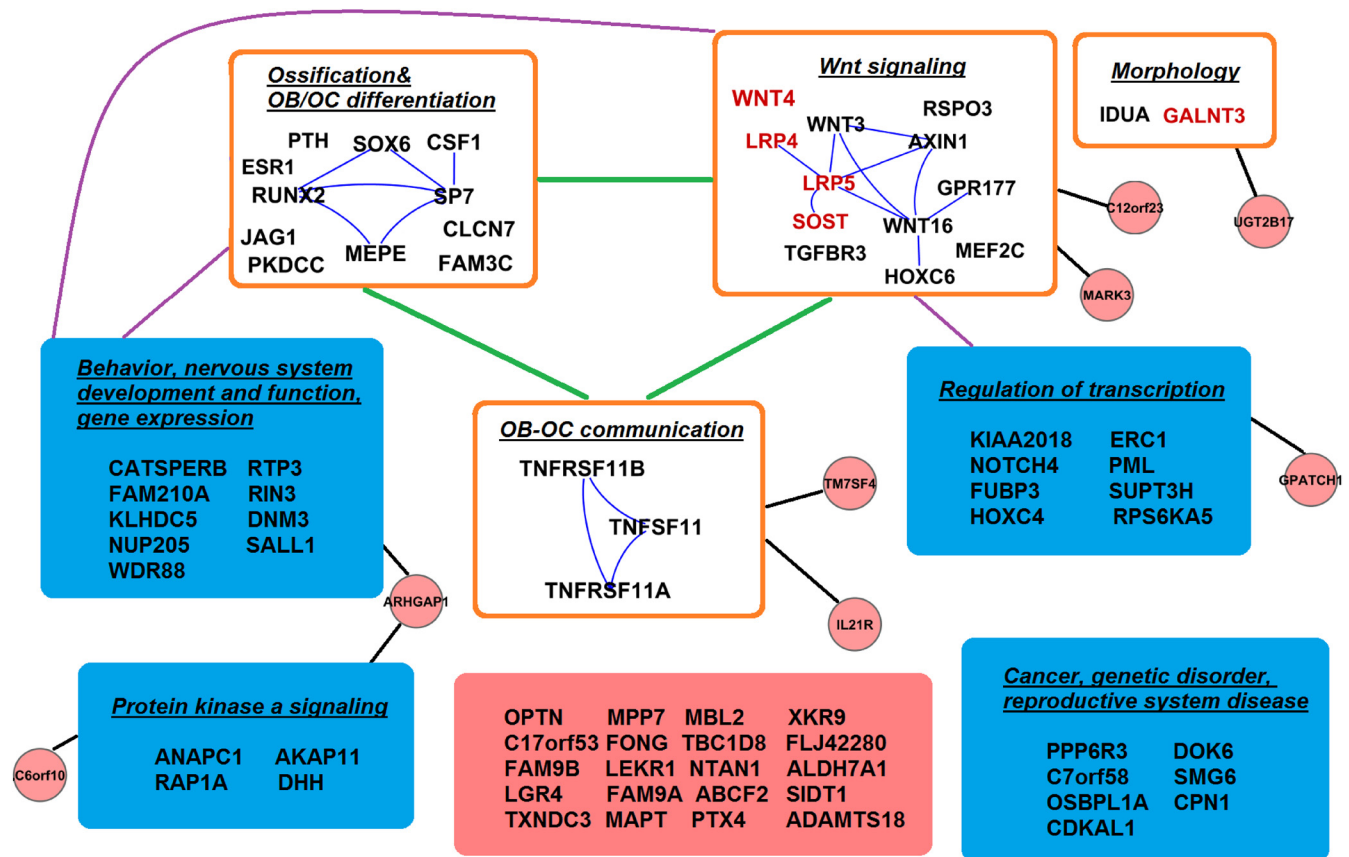 Ossification&
OB/OC differentiation
PTH
SOX6
CSF1
ESR1
RUNX2
SP7
JAG1
CLCN7
PKDCC
MEPE
FAM3C
Wnt signaling
WNT4
RSPO3
WNT3
LRP4
AXIN1
LRP5
GPR177
SOST
WNT16
TGFBR3
MEF2C
HOXC6
Morphology
IDUA GALNT3
C12orf23
UGT2B17
MARK3
Behavior, nervous system
development and function,
gene expression
CATSPERB RTP3
FAM210A RIN3
KLHDC5 DNM3
NUP205 SALL1
WDR88
OB-OC communication
TNFRSF11B
TNFSF11
TNFRSF11A
TM7SF4
IL21R
Regulation of transcription
KIAA2018 ERC1
NOTCH4 PML
FUBP3 SUPT3H
HOXC4 RPS6KA5
GPATCH1
ARHGAP1
Protein kinase a signaling
ANAPC1 AKAP11
RAP1A DHH
C6orf10
OPTN MPP7 MBL2 XKR9
C17orf53 FONG TBC1D8 FLJ42280
FAM9B LEKR1 NTAN1 ALDH7A1
LGR4 FAM9A ABCF2 SIDT1
TXNDC3 MAPT PTX4 ADAMTS18
Cancer, genetic disorder,
reproductive system disease
PPP6R3 DOK6
C7orf58 SMG6
OSBPL1A CPN1
CDKAL1